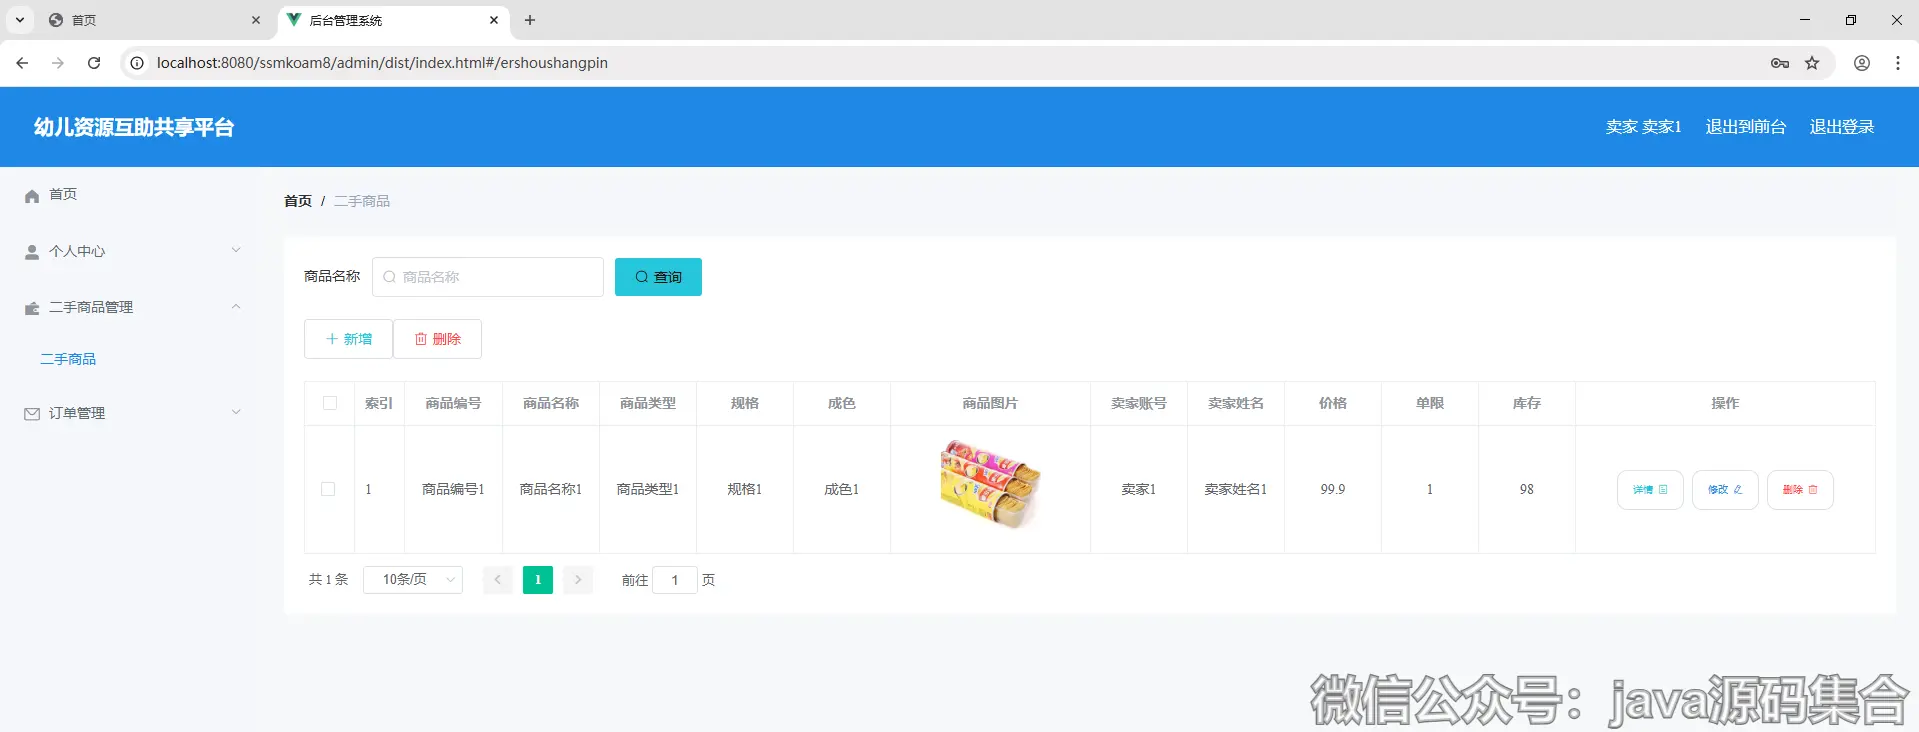 首页
后台管理系统
localhost:8080/ssmkoam8/admin/dist/index.html#/ershoushangpin
幼儿资源互助共享平台
卖家 卖家1 退出到前台 退出登录
首页
个人中心
二手商品管理
二手商品
订单管理
首页 / 二手商品
商品名称 商品名称 查询
新增 删除
索引 商品编号 商品名称 商品类型 规格 成色 商品图片 卖家账号 卖家姓名 价格 单限 库存 操作
1 商品编号1 商品名称1 商品类型1 规格1 成色1 卖家1 卖家姓名1 99.9 1 98 详情 修改 删除
共 1 条 10条/页 1 前往 1 页
微信公众号：java源码集合